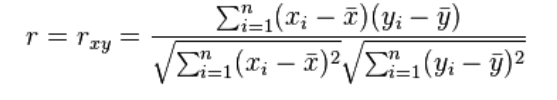 r = r_{xy} = \frac{\sum_{i=1}^{n}(x_i - \bar{x})(y_i - \bar{y})}{\sqrt{\sum_{i=1}^{n}(x_i - \bar{x})^2}\sqrt{\sum_{i=1}^{n}(y_i - \bar{y})^2}}